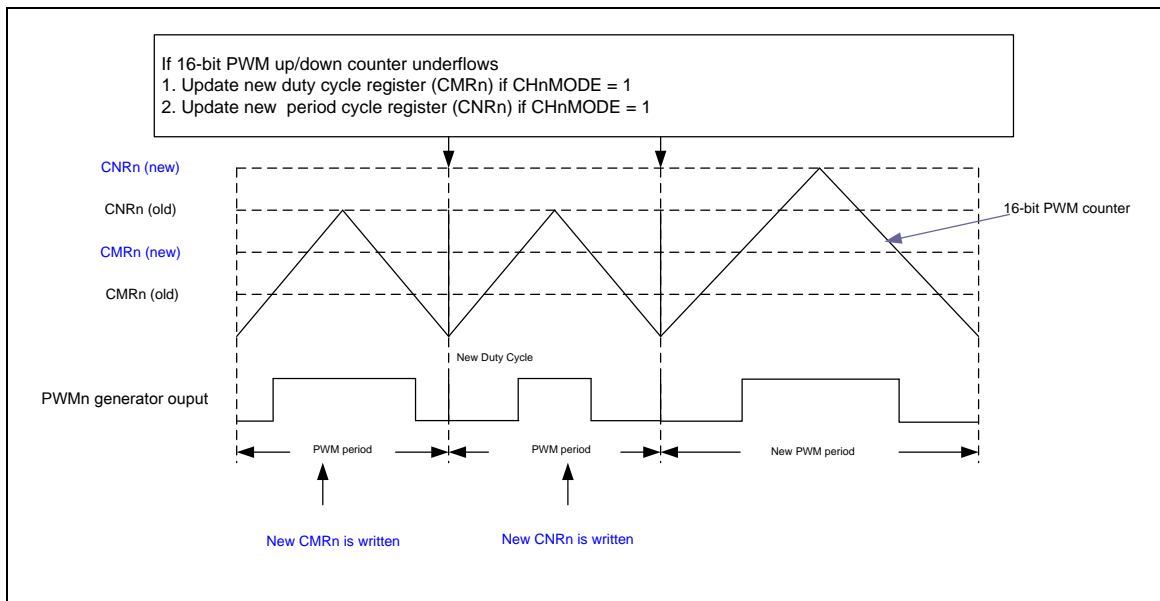 If 16-bit PWM up/down counter underflows
1. Update new duty cycle register (CMRn) if CHnMODE = 1
2. Update new  period cycle register (CNRn) if CHnMODE = 1
CNRn (new)
CNRn (old)
16-bit PWM counter
CMRn (new)
CMRn (old)
New Duty Cycle
PWMn generator ouput
PWM period
PWM period
New PWM period
New CMRn is written
New CNRn is written